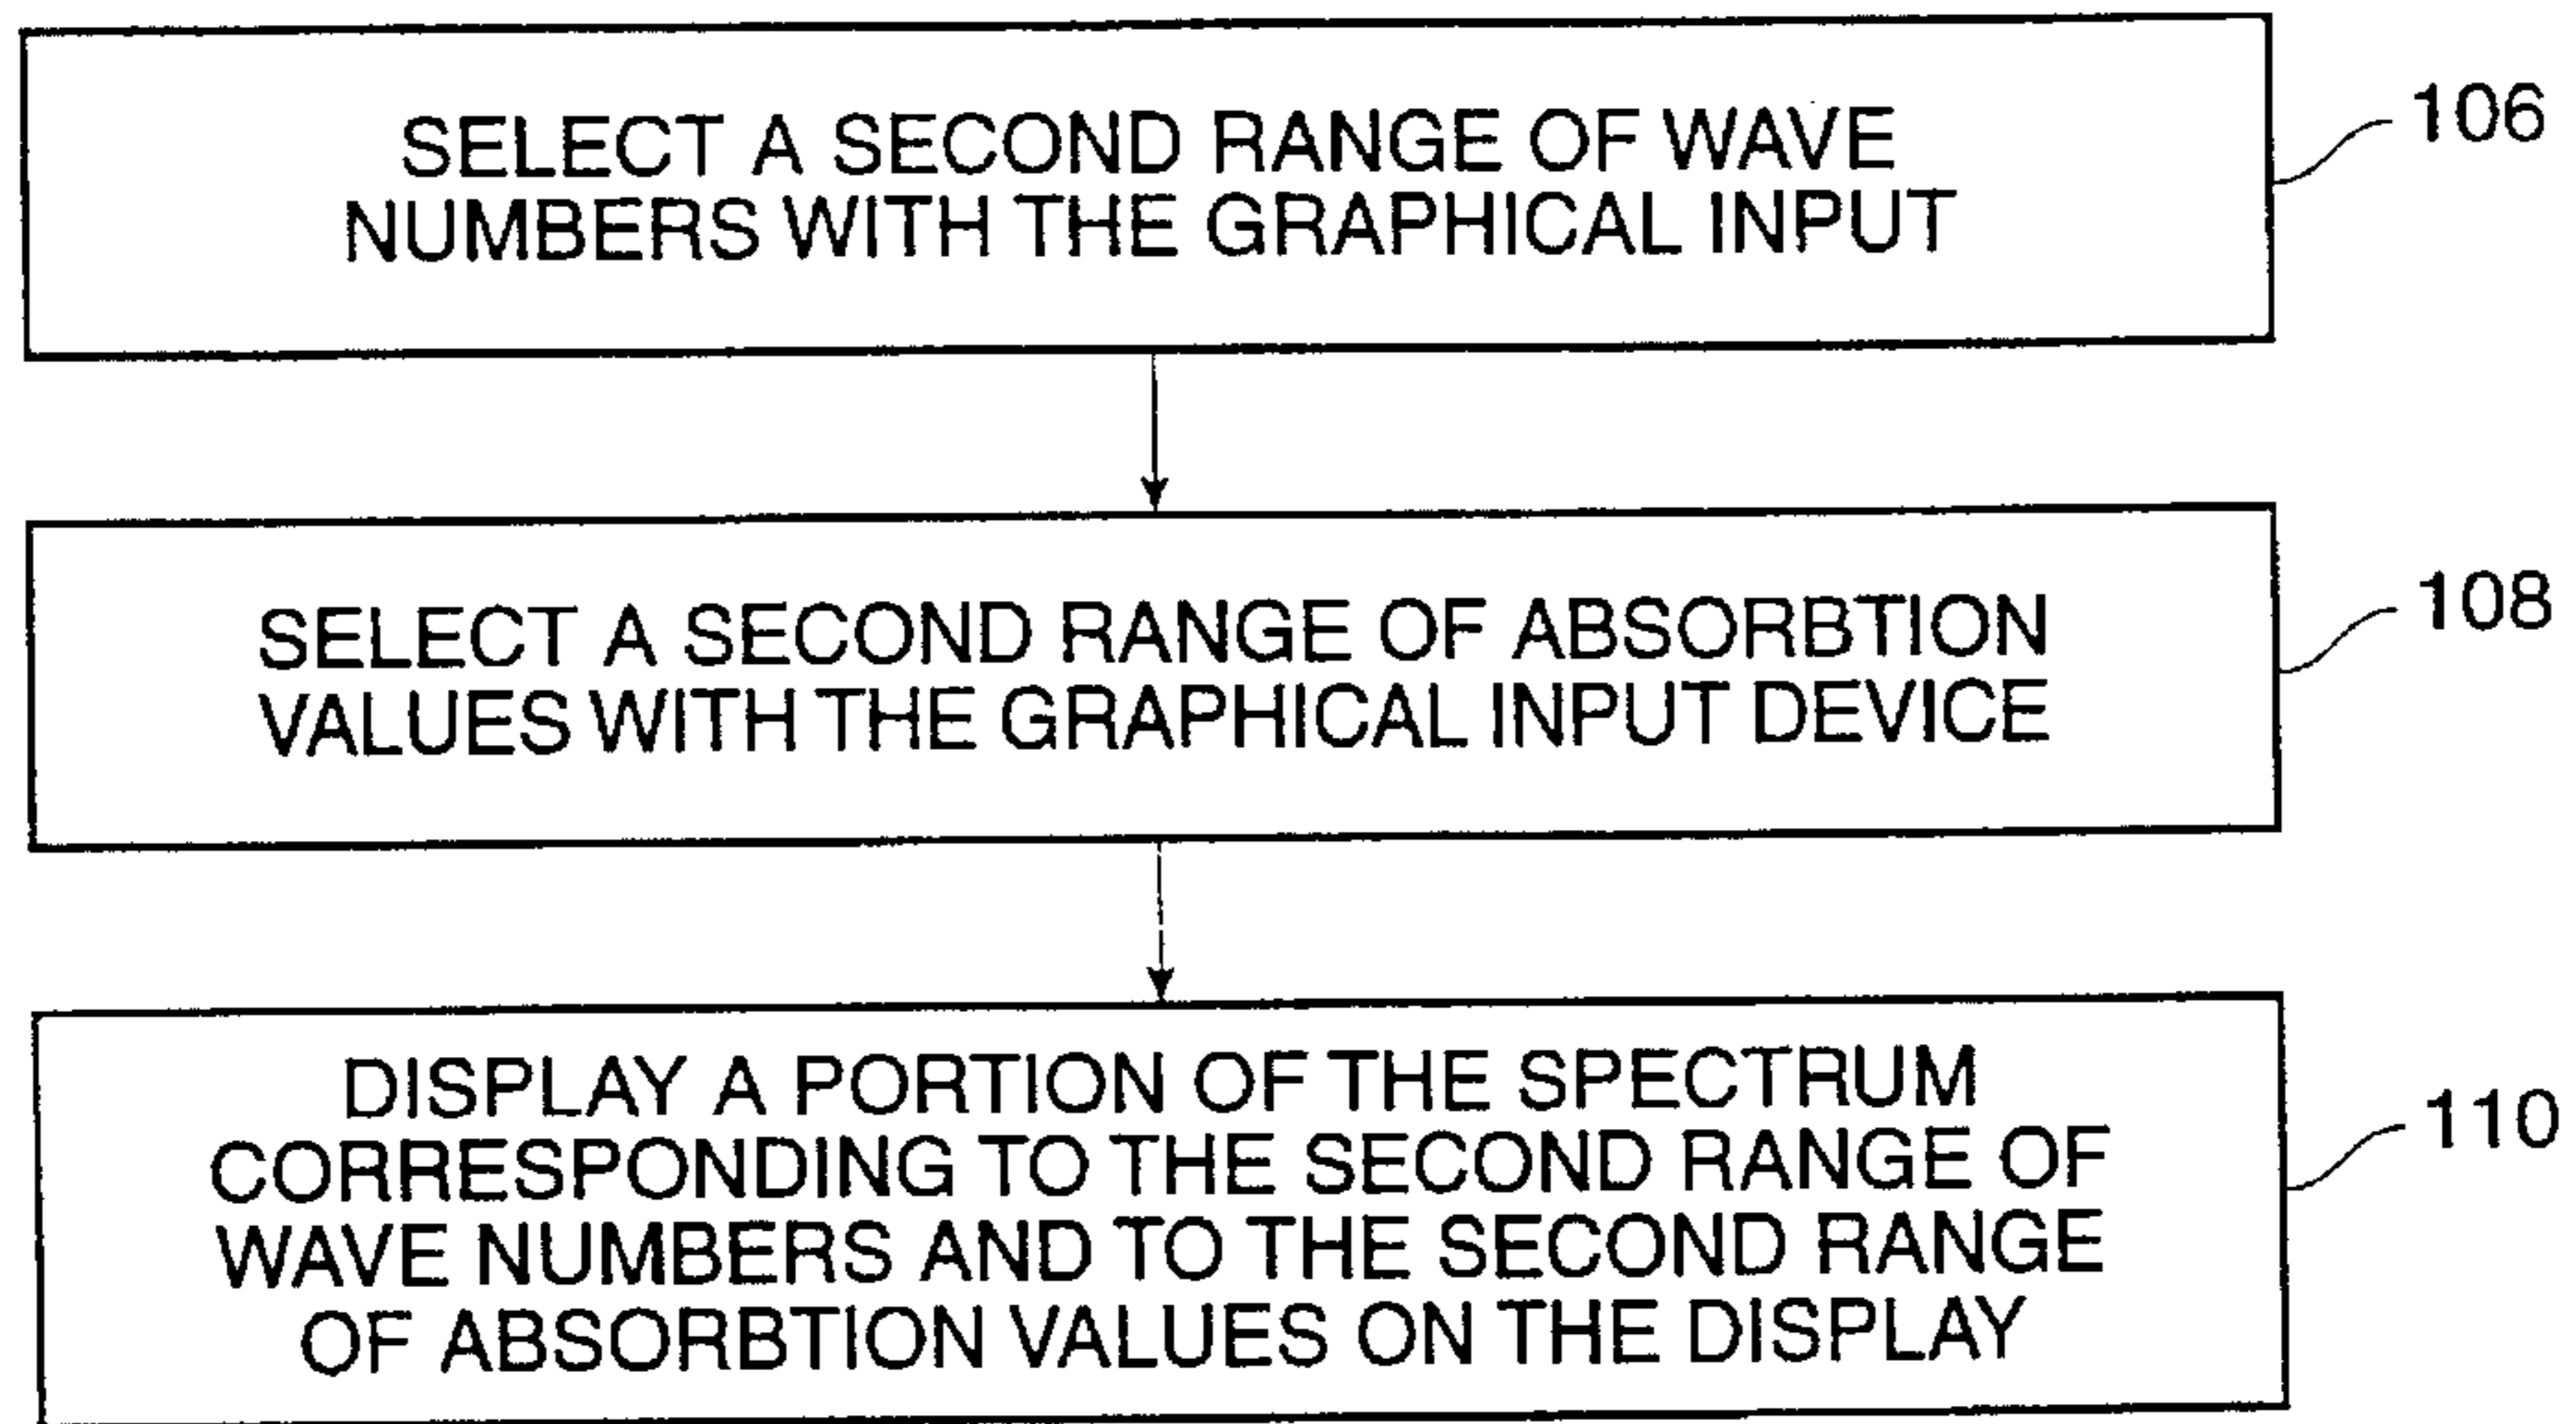 SELECT A SECOND RANGE OF WAVE
NUMBERS WITH THE GRAPHICAL INPUT
106
SELECT A SECOND RANGE OF ABSORBTION
VALUES WITH THE GRAPHICAL INPUT DEVICE
108
DISPLAY A PORTION OF THE SPECTRUM
CORRESPONDING TO THE SECOND RANGE OF
WAVE NUMBERS AND TO THE SECOND RANGE
OF ABSORBTION VALUES ON THE DISPLAY
110